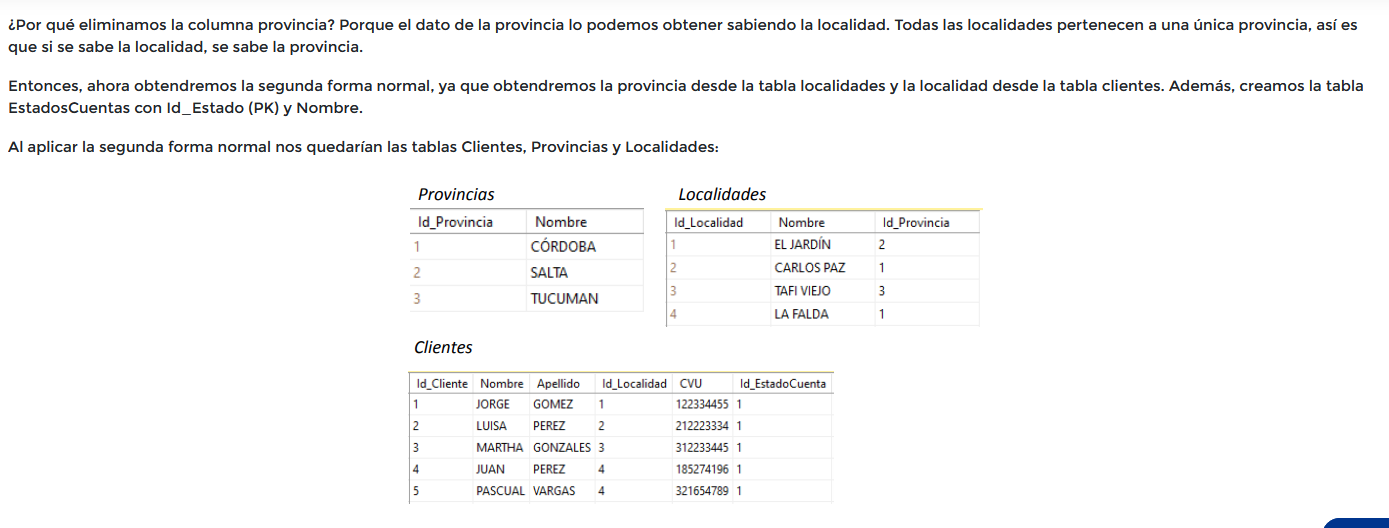 ¿Por qué eliminamos la columna provincia? Porque el dato de la provincia lo podemos obtener sabiendo la localidad. Todas las localidades pertenecen a una única provincia, así es
que si se sabe la localidad, se sabe la provincia.
Entonces, ahora obtendremos la segunda forma normal, ya que obtendremos la provincia desde la tabla localidades y la localidad desde la tabla clientes. Además, creamos la tabla
EstadosCuentas con Id_Estado (PK) y Nombre.
Al aplicar la segunda forma normal nos quedarían las tablas Clientes, Provincias y Localidades:
Provincias
Id_Provincia Nombre
1 CÓRDOBA
2 SALTA
3 TUCUMAN
Localidades
Id_Localidad Nombre Id_Provincia
1 EL JARDÍN 2
2 CARLOS PAZ 1
3 TAFI VIEJO 3
4 LA FALDA 1
Clientes
Id_Cliente Nombre Apellido Id_Localidad CVU Id_EstadoCuenta
1 JORGE GOMEZ 1 122334455 1
2 LUISA PEREZ 2 212223334 1
3 MARTHA GONZALES 3 312233445 1
4 JUAN PEREZ 4 185274196 1
5 PASCUAL VARGAS 4 321654789 1